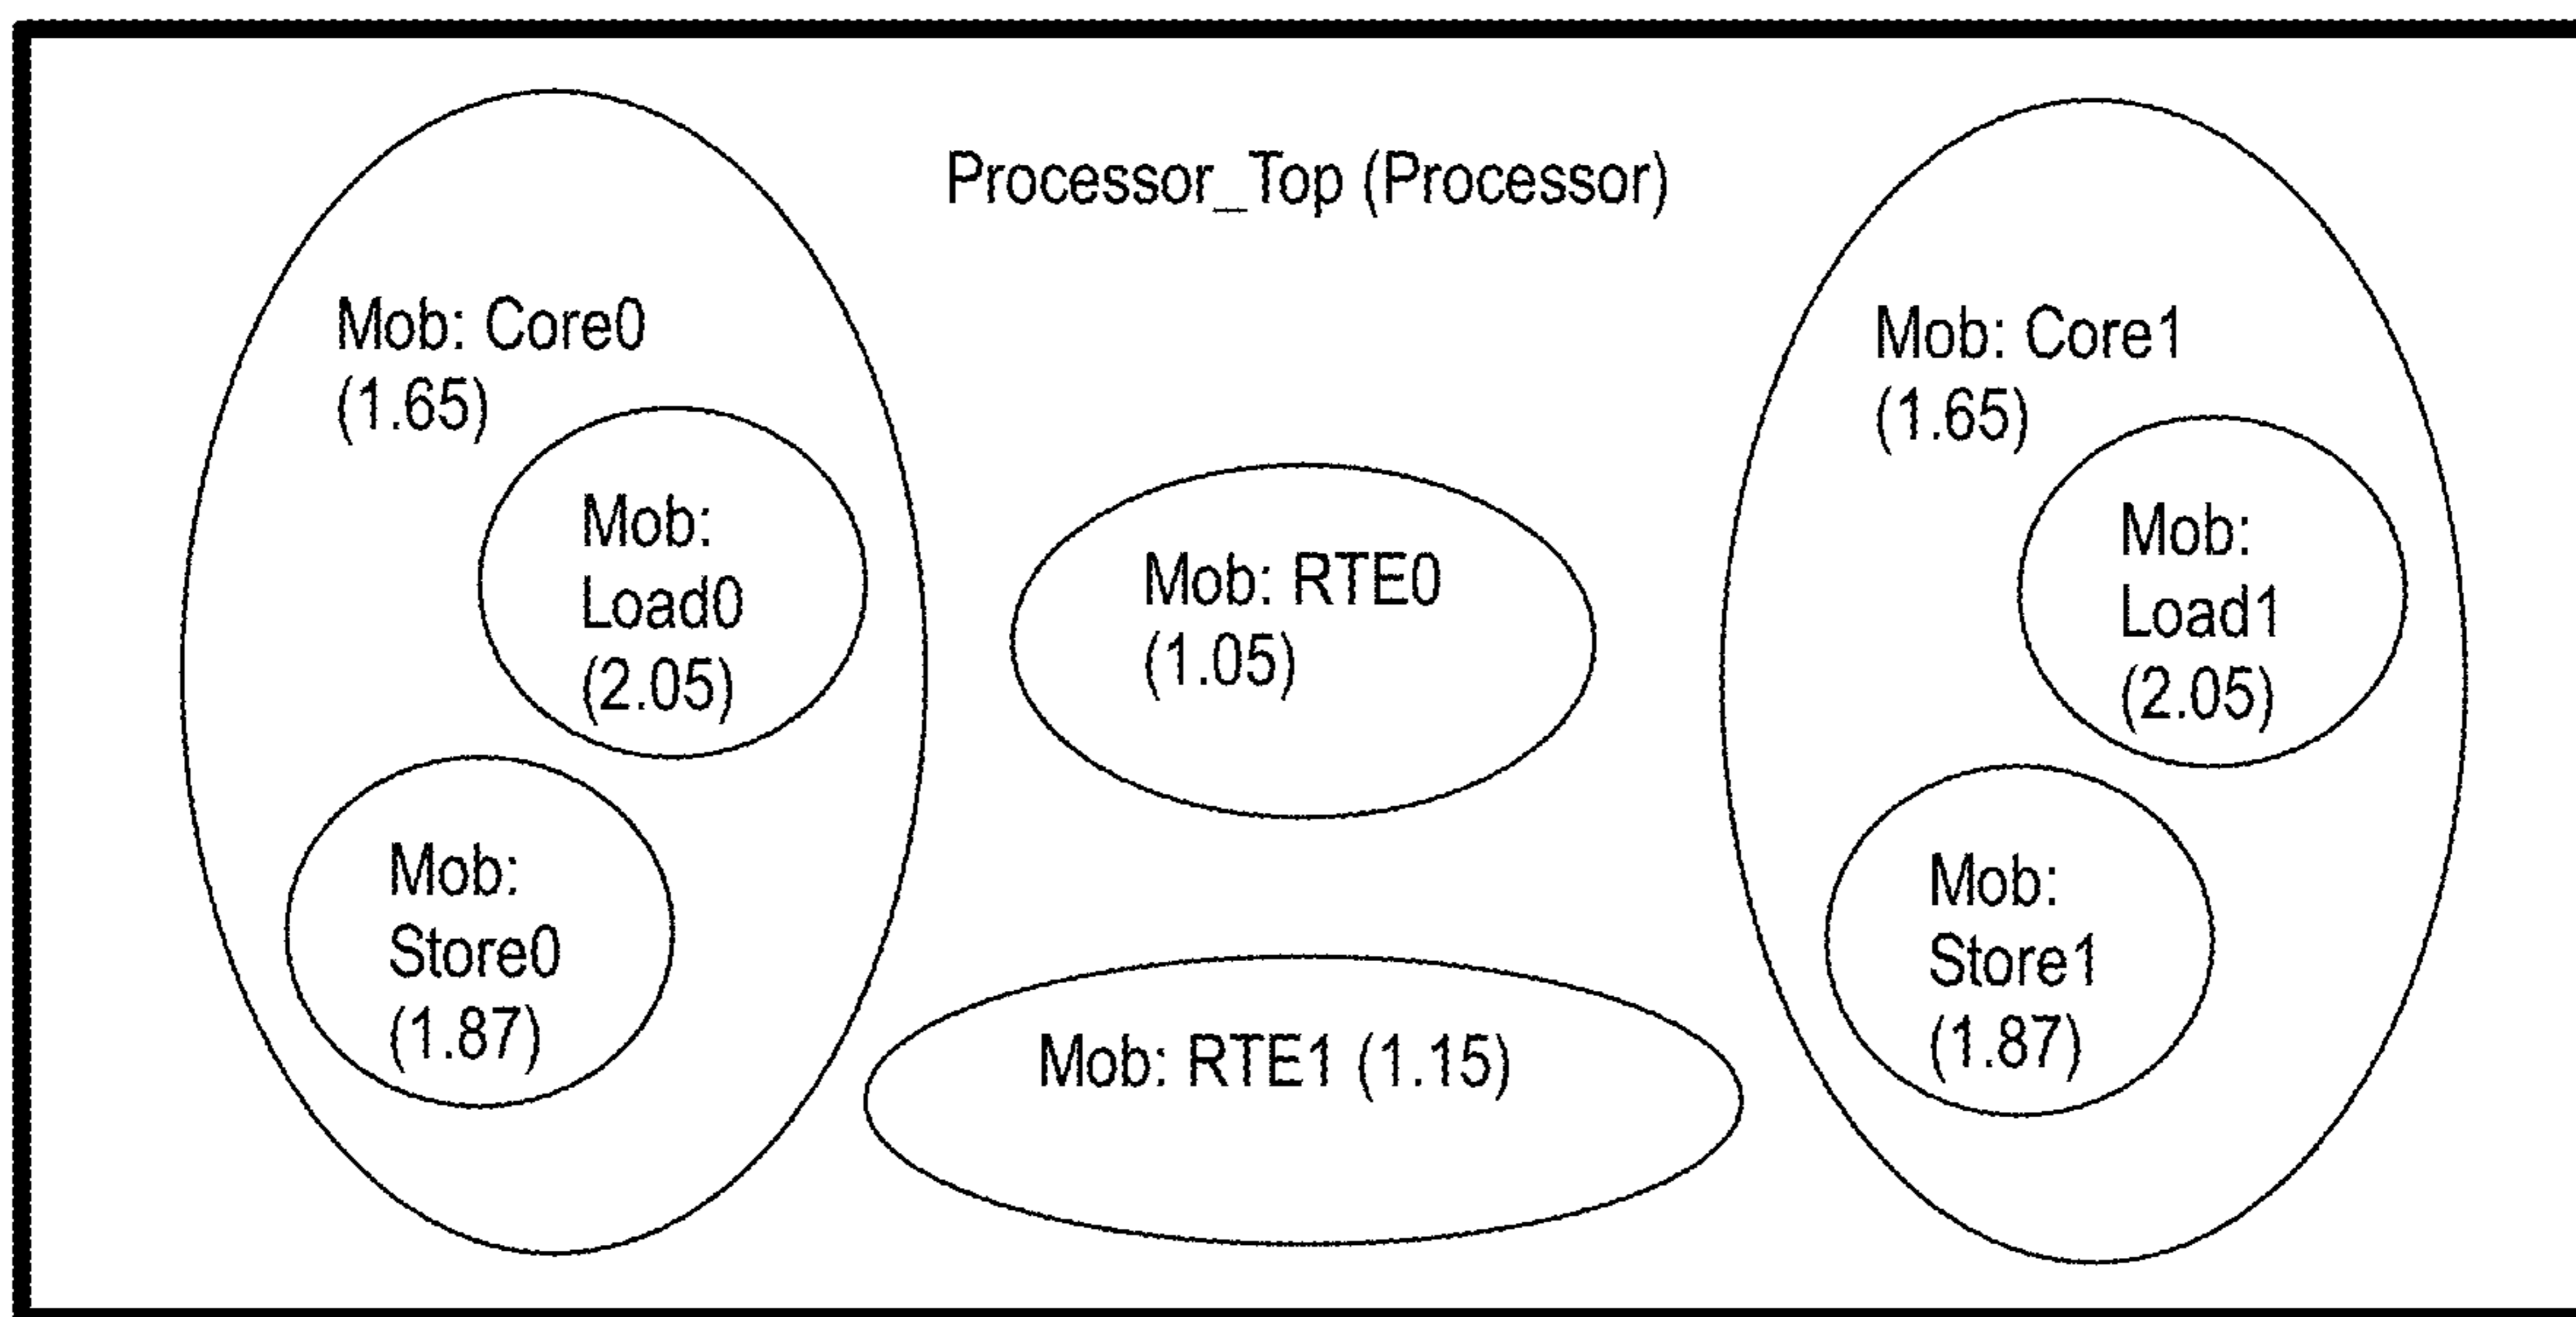 Processor_Top (Processor)
Mob: Core0
(1.65)
Mob:
Load0
(2.05)
Mob:
Store0
(1.87)
Mob: RTE0
(1.05)
Mob: RTE1 (1.15)
Mob: Core1
(1.65)
Mob:
Load1
(2.05)
Mob:
Store1
(1.87)